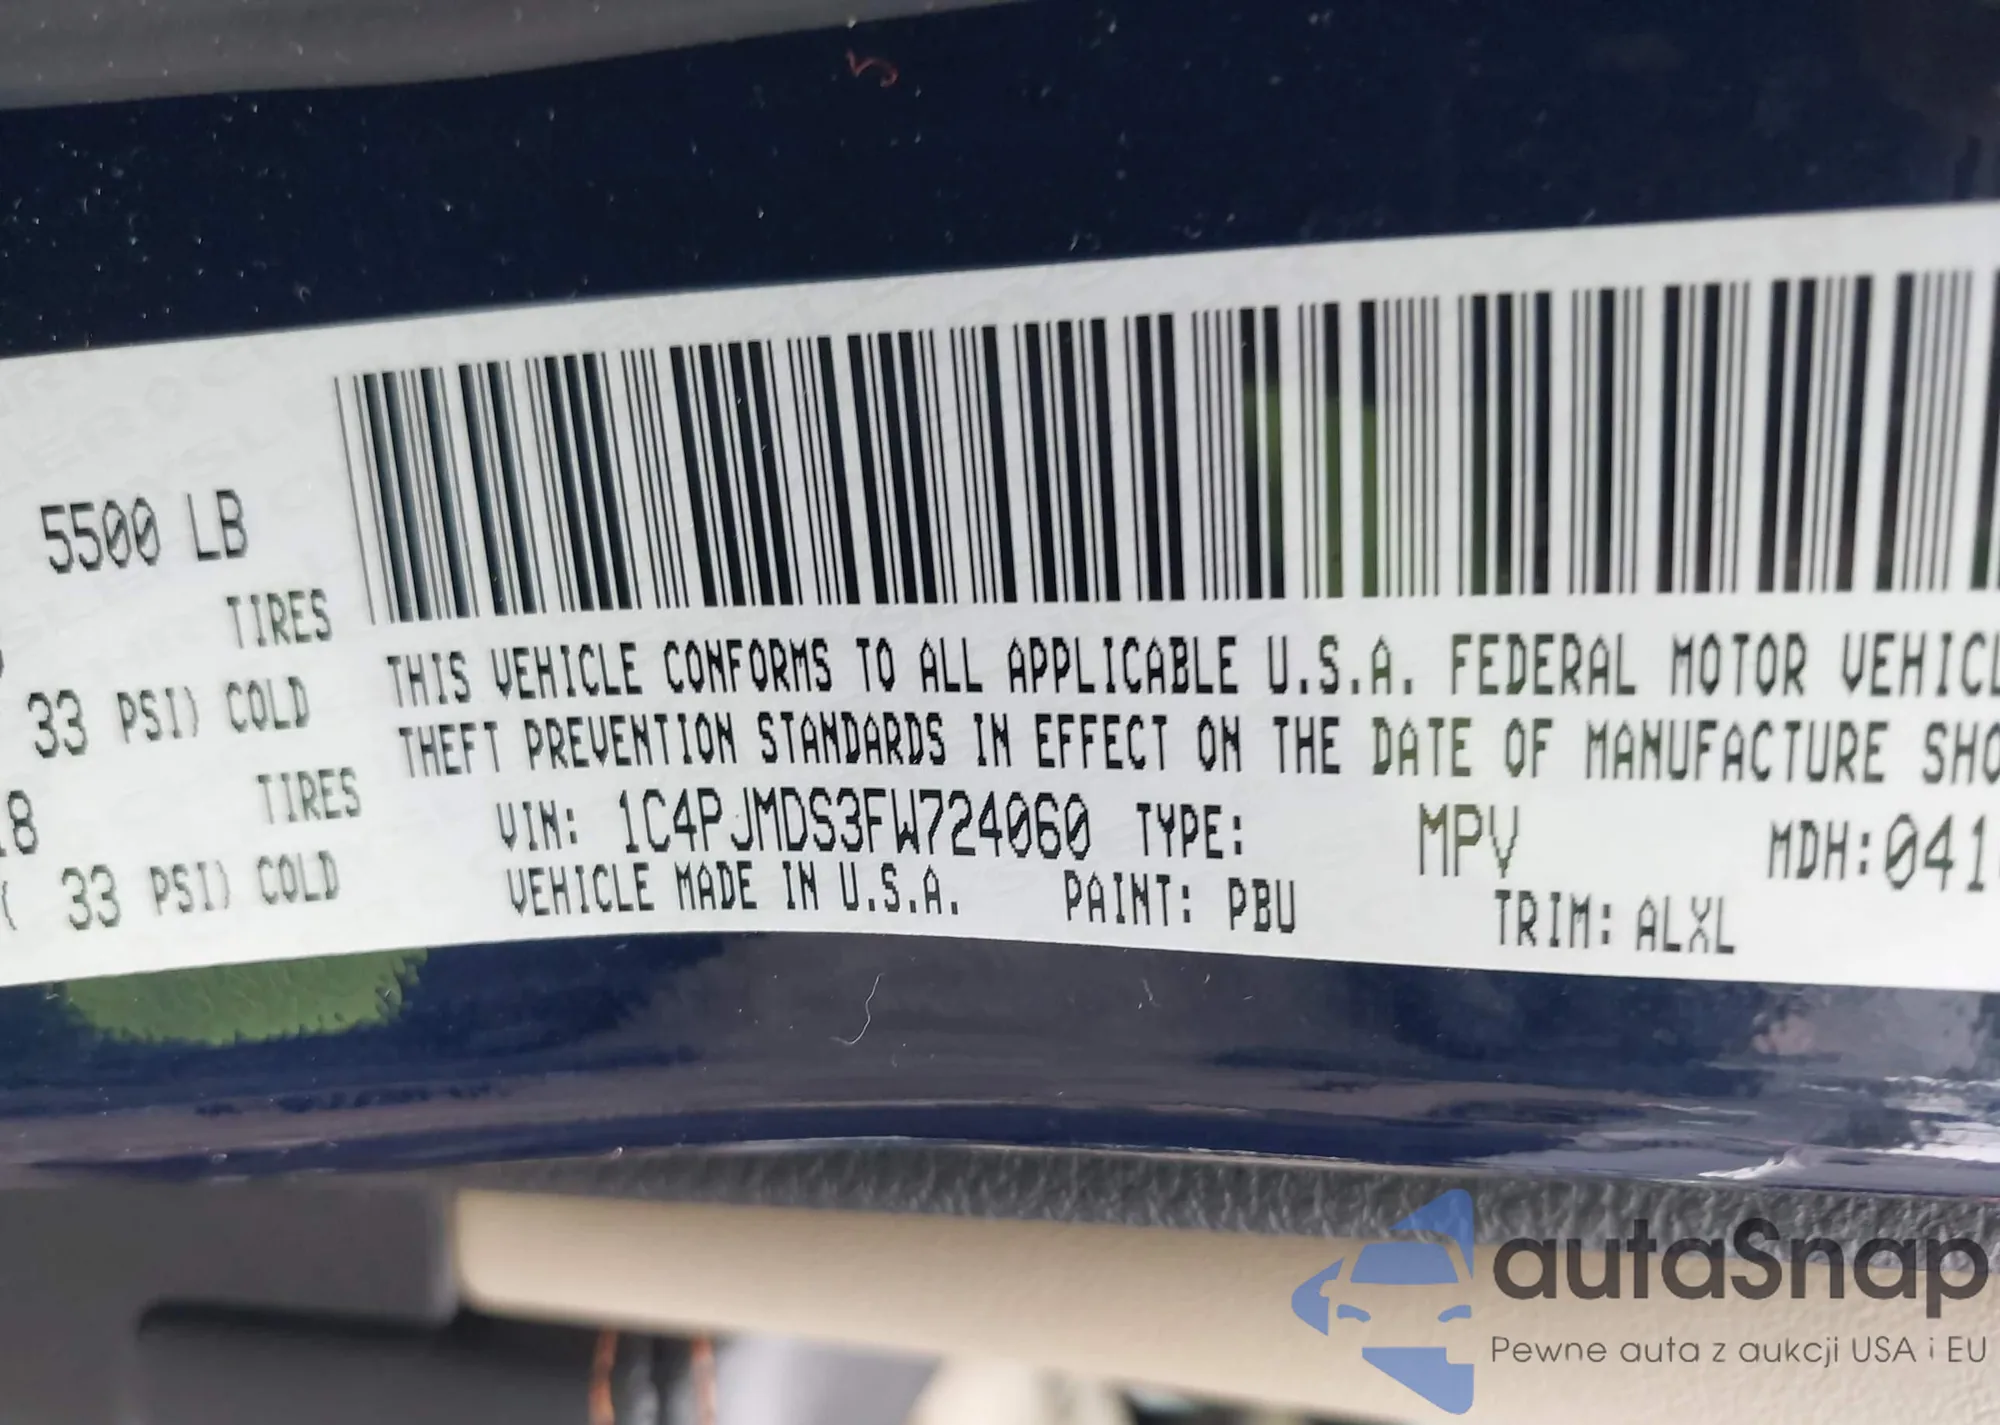 5500 LB
TIRES
33 PSI) COLD
TIRES
18
( 33 PSI) COLD
THIS VEHICLE CONFORMS TO ALL APPLICABLE U.S.A. FEDERAL MOTOR VEHICL
THEFT PREVENTION STANDARDS IN EFFECT ON THE DATE OF MANUFACTURE SHO
VIN: 1C4PJMDS3FW724060 TYPE: MPV MDH:041
VEHICLE MADE IN U.S.A. PAINT: PBU TRIM: ALXL
autaSnap
Pewne auta z aukcji USA i EU